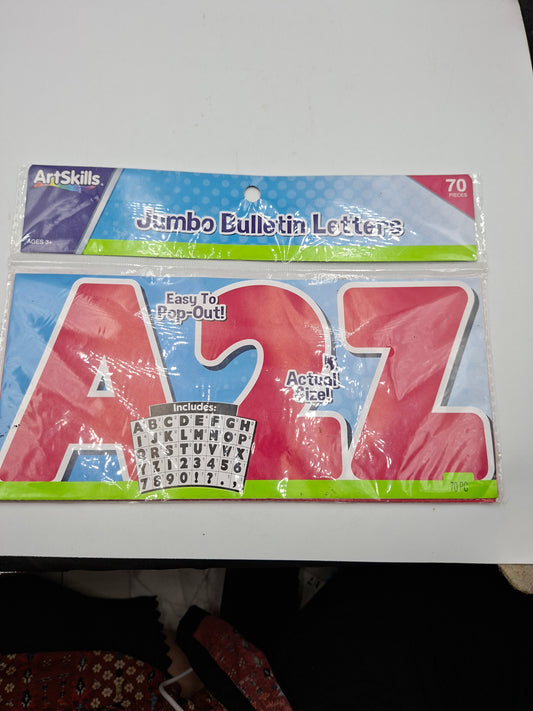 ArtSkills
70
PIECES
Jumbo Bulletin Letters
AGES 3+
A2Z
Easy To
Pop-Out!
Actual
Size!
Includes:
ABCDEFGH
IJKLMNOP
QRSTUVWX
YZ123456
7890!?.,
70 PC